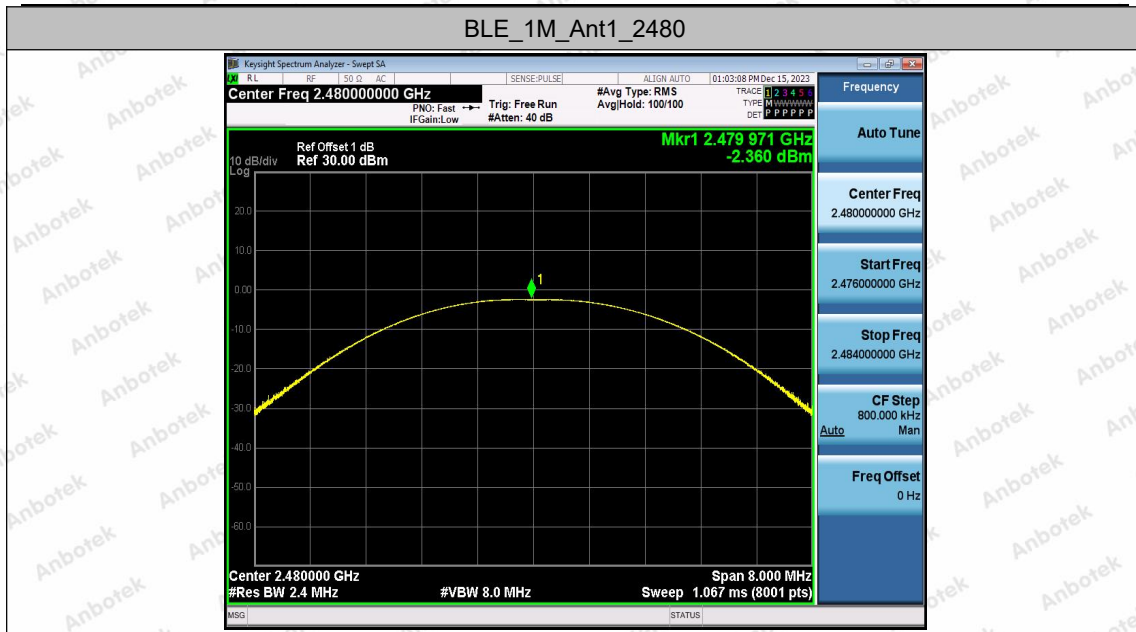 BLE_1M_Ant1_2480
Keysight Spectrum Analyzer - Swept SA
LXI RL RF 50 Ω AC SENSE:PULSE ALIGN AUTO 01:03:08 PM Dec 15, 2023
Center Freq 2.480000000 GHz
PNO: Fast
IFGain:Low
Trig: Free Run
#Atten: 40 dB
#Avg Type: RMS
Avg|Hold: 100/100
TRACE 1 2 3 4 5 6
TYPE MWWWWW
DET P P P P P P
Frequency
Mkr1 2.479 971 GHz
-2.360 dBm
Ref Offset 1 dB
10 dB/div Ref 30.00 dBm
Log
20.0
10.0
0.00
-10.0
-20.0
-30.0
-40.0
-50.0
-60.0
1
Center 2.480000 GHz Span 8.000 MHz
#Res BW 2.4 MHz #VBW 8.0 MHz Sweep 1.067 ms (8001 pts)
MSG STATUS
Auto Tune
Center Freq
2.480000000 GHz
Start Freq
2.476000000 GHz
Stop Freq
2.484000000 GHz
CF Step
800.000 kHz
Auto Man
Freq Offset
0 Hz
Anbotek